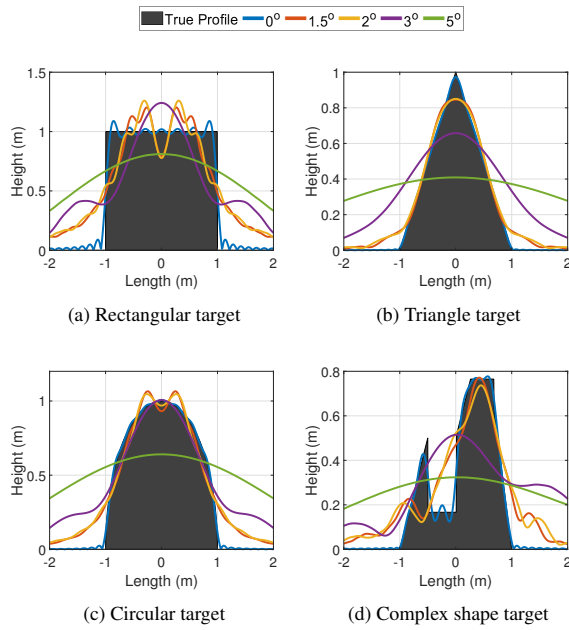 True Profile 0° 1.5° 2° 3° 5°
1.5
1
0.5
0
Height (m)
-2 -1 0 1 2
Length (m)
(a) Rectangular target
1
0.8
0.6
0.4
0.2
0
Height (m)
-2 -1 0 1 2
Length (m)
(b) Triangle target
1
0.5
0
Height (m)
-2 -1 0 1 2
Length (m)
(c) Circular target
0.8
0.6
0.4
0.2
0
Height (m)
-2 -1 0 1 2
Length (m)
(d) Complex shape target